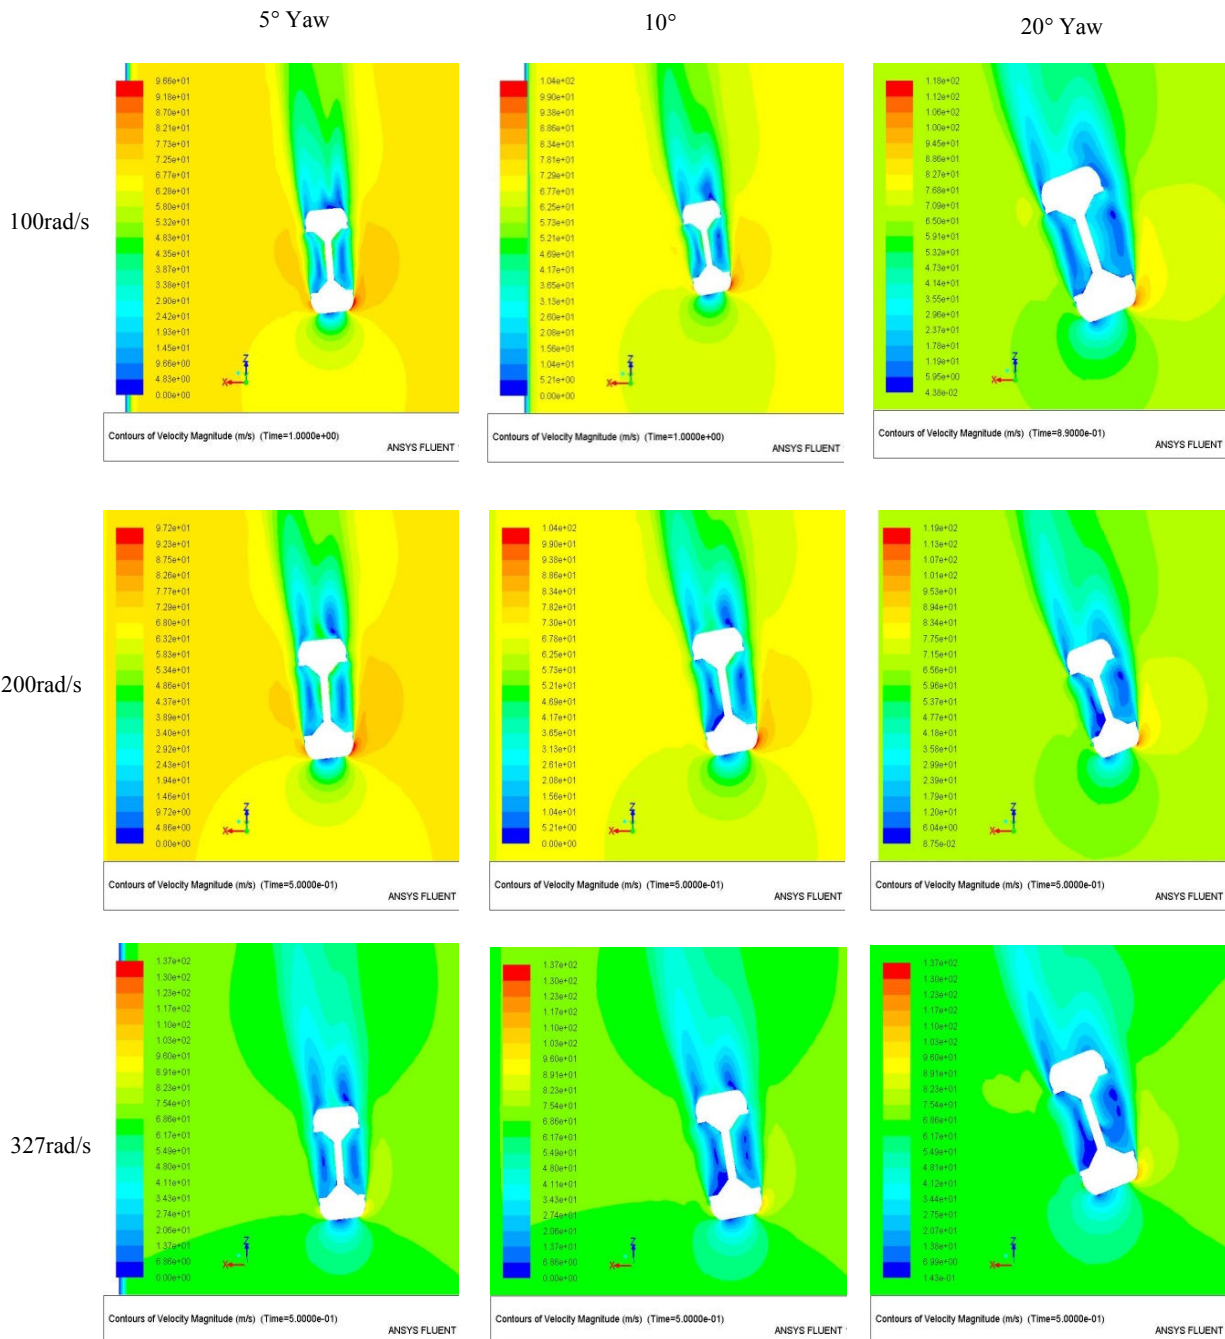 5° Yaw
10°
20° Yaw
100rad/s
9.66e+01
9.18e+01
8.70e+01
8.21e+01
7.73e+01
7.25e+01
6.77e+01
6.28e+01
5.80e+01
5.32e+01
4.83e+01
4.35e+01
3.87e+01
3.38e+01
2.90e+01
2.42e+01
1.93e+01
1.45e+01
9.66e+00
4.83e+00
0.00e+00
Z
X
Contours of Velocity Magnitude (m/s) (Time=1.0000e+00)
ANSYS FLUENT
1.04e+02
9.90e+01
9.38e+01
8.86e+01
8.34e+01
7.81e+01
7.29e+01
6.77e+01
6.25e+01
5.73e+01
5.21e+01
4.69e+01
4.17e+01
3.65e+01
3.13e+01
2.60e+01
2.08e+01
1.56e+01
1.04e+01
5.21e+00
0.00e+00
Z
X
Contours of Velocity Magnitude (m/s) (Time=1.0000e+00)
ANSYS FLUENT
1.18e+02
1.12e+02
1.06e+02
1.00e+02
9.45e+01
8.86e+01
8.27e+01
7.68e+01
7.09e+01
6.50e+01
5.91e+01
5.32e+01
4.73e+01
4.14e+01
3.55e+01
2.96e+01
2.37e+01
1.78e+01
1.19e+01
5.95e+00
4.38e-02
Z
X
Contours of Velocity Magnitude (m/s) (Time=8.9000e-01)
ANSYS FLUENT
200rad/s
9.72e+01
9.23e+01
8.75e+01
8.26e+01
7.77e+01
7.29e+01
6.80e+01
6.32e+01
5.83e+01
5.34e+01
4.86e+01
4.37e+01
3.89e+01
3.40e+01
2.92e+01
2.43e+01
1.94e+01
1.46e+01
9.72e+00
4.86e+00
0.00e+00
Z
X
Contours of Velocity Magnitude (m/s) (Time=5.0000e-01)
ANSYS FLUENT
1.04e+02
9.90e+01
9.38e+01
8.86e+01
8.34e+01
7.82e+01
7.30e+01
6.78e+01
6.25e+01
5.73e+01
5.21e+01
4.69e+01
4.17e+01
3.65e+01
3.13e+01
2.61e+01
2.08e+01
1.56e+01
1.04e+01
5.21e+00
0.00e+00
Z
X
Contours of Velocity Magnitude (m/s) (Time=5.0000e-01)
ANSYS FLUENT
1.19e+02
1.13e+02
1.07e+02
1.01e+02
9.53e+01
8.94e+01
8.34e+01
7.75e+01
7.15e+01
6.56e+01
5.96e+01
5.37e+01
4.77e+01
4.18e+01
3.58e+01
2.99e+01
2.39e+01
1.79e+01
1.20e+01
6.04e+00
8.75e-02
Z
X
Contours of Velocity Magnitude (m/s) (Time=5.0000e-01)
ANSYS FLUENT
327rad/s
1.37e+02
1.30e+02
1.23e+02
1.17e+02
1.10e+02
1.03e+02
9.60e+01
8.91e+01
8.23e+01
7.54e+01
6.86e+01
6.17e+01
5.49e+01
4.80e+01
4.11e+01
3.43e+01
2.74e+01
2.06e+01
1.37e+01
6.86e+00
0.00e+00
Z
X
Contours of Velocity Magnitude (m/s) (Time=5.0000e-01)
ANSYS FLUENT
1.37e+02
1.30e+02
1.23e+02
1.17e+02
1.10e+02
1.03e+02
9.60e+01
8.91e+01
8.23e+01
7.54e+01
6.86e+01
6.17e+01
5.49e+01
4.80e+01
4.11e+01
3.43e+01
2.74e+01
2.06e+01
1.37e+01
6.86e+00
0.00e+00
Z
X
Contours of Velocity Magnitude (m/s) (Time=5.0000e-01)
ANSYS FLUENT
1.37e+02
1.30e+02
1.23e+02
1.17e+02
1.10e+02
1.03e+02
9.60e+01
8.91e+01
8.23e+01
7.54e+01
6.86e+01
6.17e+01
5.49e+01
4.81e+01
4.12e+01
3.44e+01
2.75e+01
2.07e+01
1.38e+01
6.99e+00
1.43e-01
Z
X
Contours of Velocity Magnitude (m/s) (Time=5.0000e-01)
ANSYS FLUENT